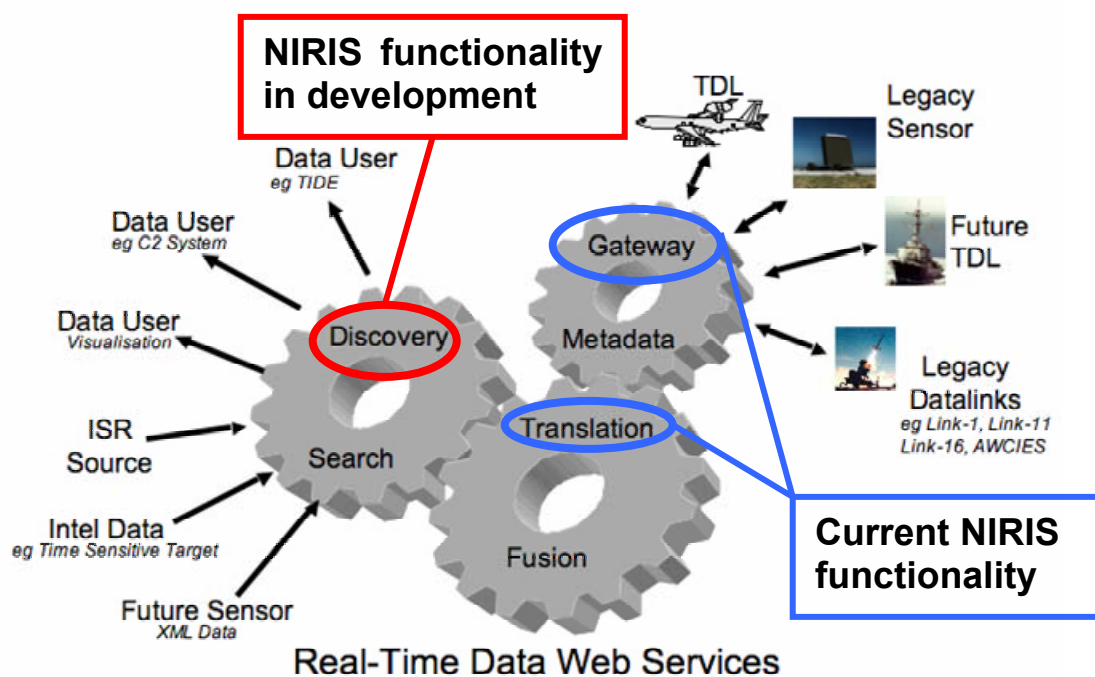 NIRIS functionality
in development
TDL
Legacy
Sensor
Data User
eg TIDE
Data User
eg C2 System
Gateway
Future
TDL
Data User
Visualisation
Discovery
Metadata
Legacy
Datalinks
eg Link-1, Link-11
Link-16, AWCIES
ISR
Source
Translation
Search
Intel Data
eg Time Sensitive Target
Fusion
Current NIRIS
functionality
Future Sensor
XML Data
Real-Time Data Web Services